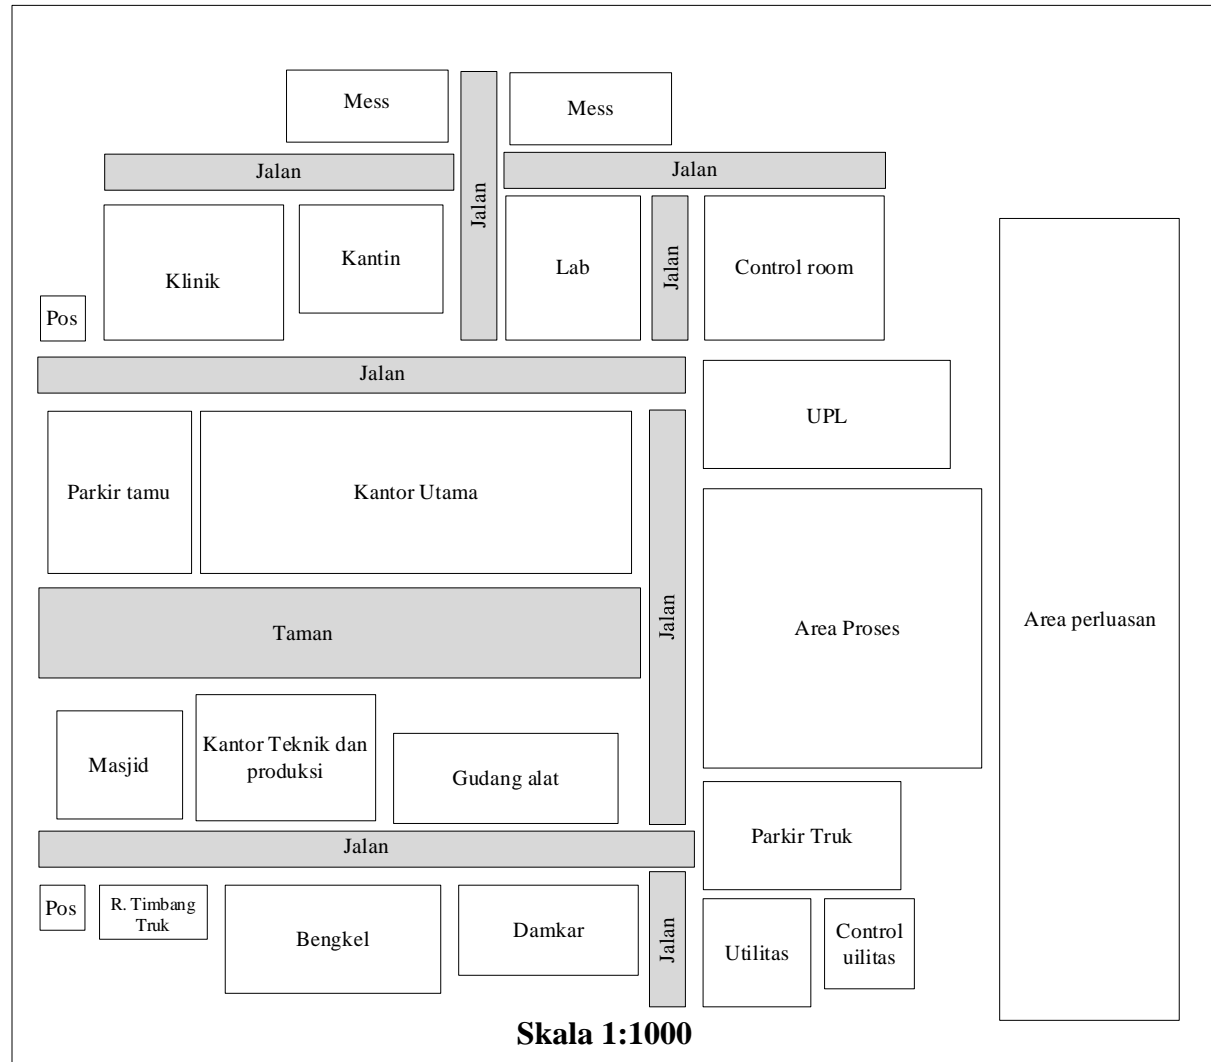 Mess
Mess
Jalan
Jalan
Jalan
Klinik
Kantin
Lab
Jalan
Control room
Pos
Jalan
UPL
Parkir tamu
Kantor Utama
Jalan
Area Proses
Area perluasan
Taman
Masjid
Kantor Teknik dan
produksi
Gudang alat
Parkir Truk
Jalan
Pos
R. Timbang
Truk
Bengkel
Damkar
Jalan
Utilitas
Control
uilitas
Skala 1:1000